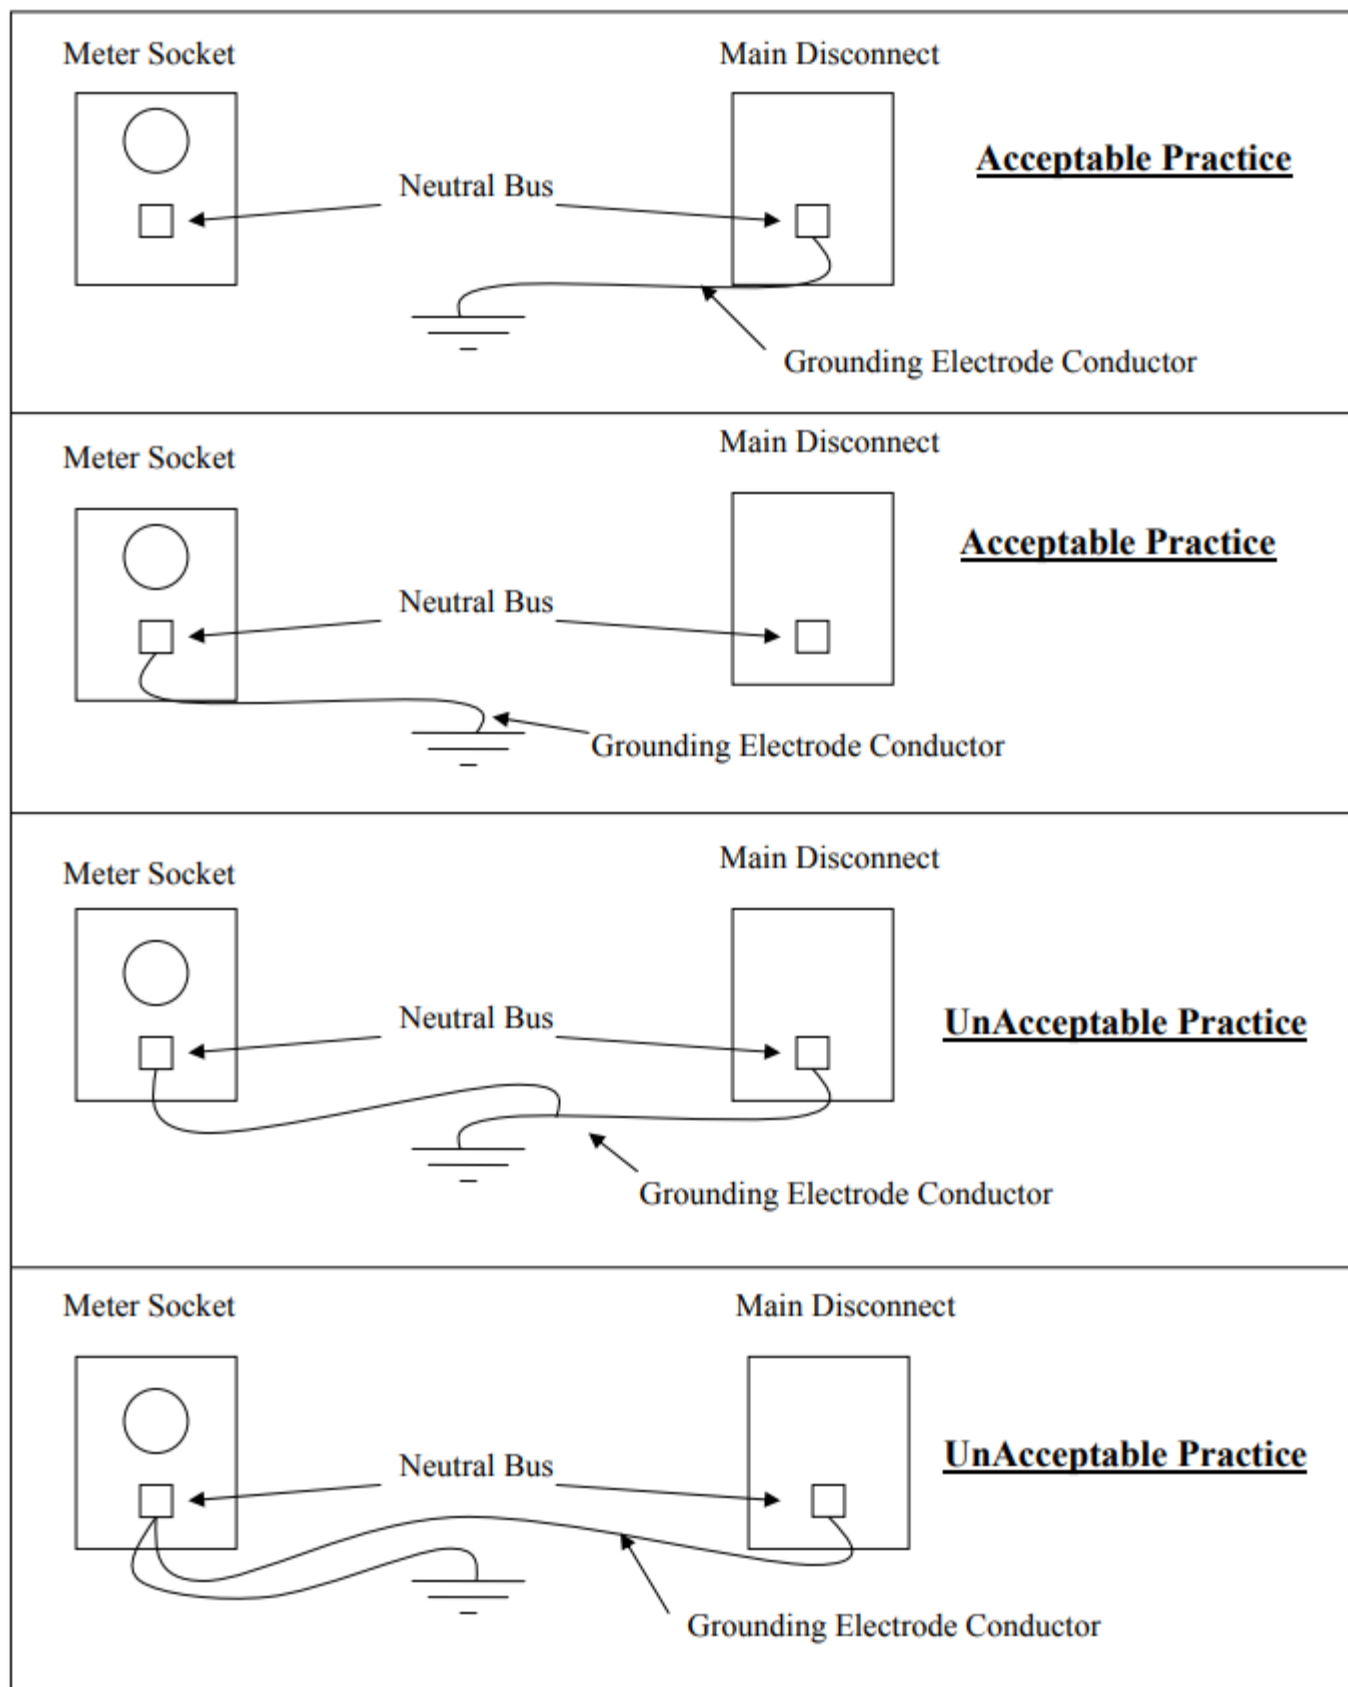 Meter Socket
Main Disconnect
Acceptable Practice
Neutral Bus
Grounding Electrode Conductor
Main Disconnect
Meter Socket
Acceptable Practice
Neutral Bus
Grounding Electrode Conductor
Main Disconnect
Meter Socket
Neutral Bus
UnAcceptable Practice
Grounding Electrode Conductor
Meter Socket
Main Disconnect
UnAcceptable Practice
Neutral Bus
Grounding Electrode Conductor